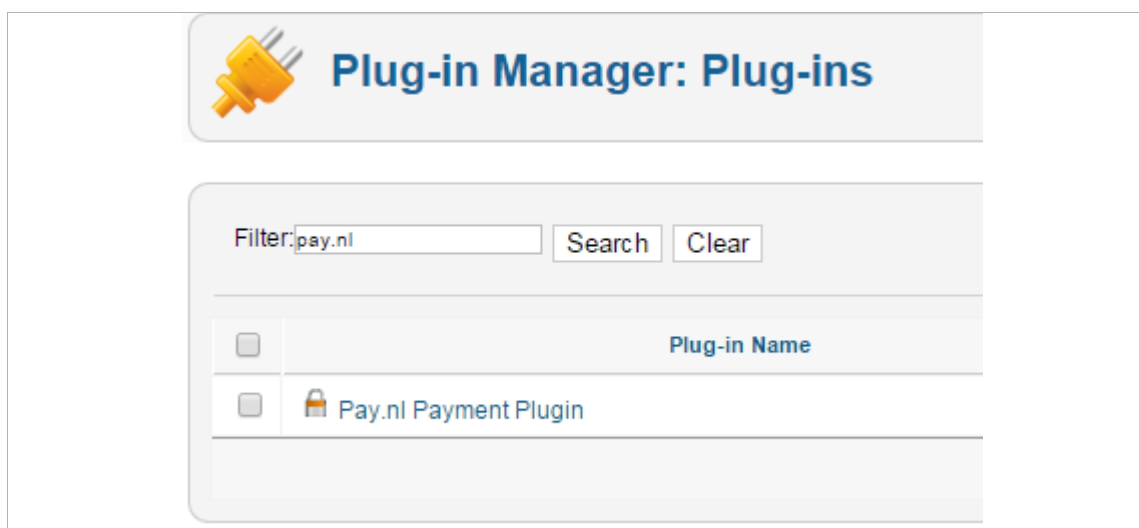 Plug-in Manager: Plug-ins
Filter: pay.nl Search Clear
Plug-in Name
Pay.nl Payment Plugin